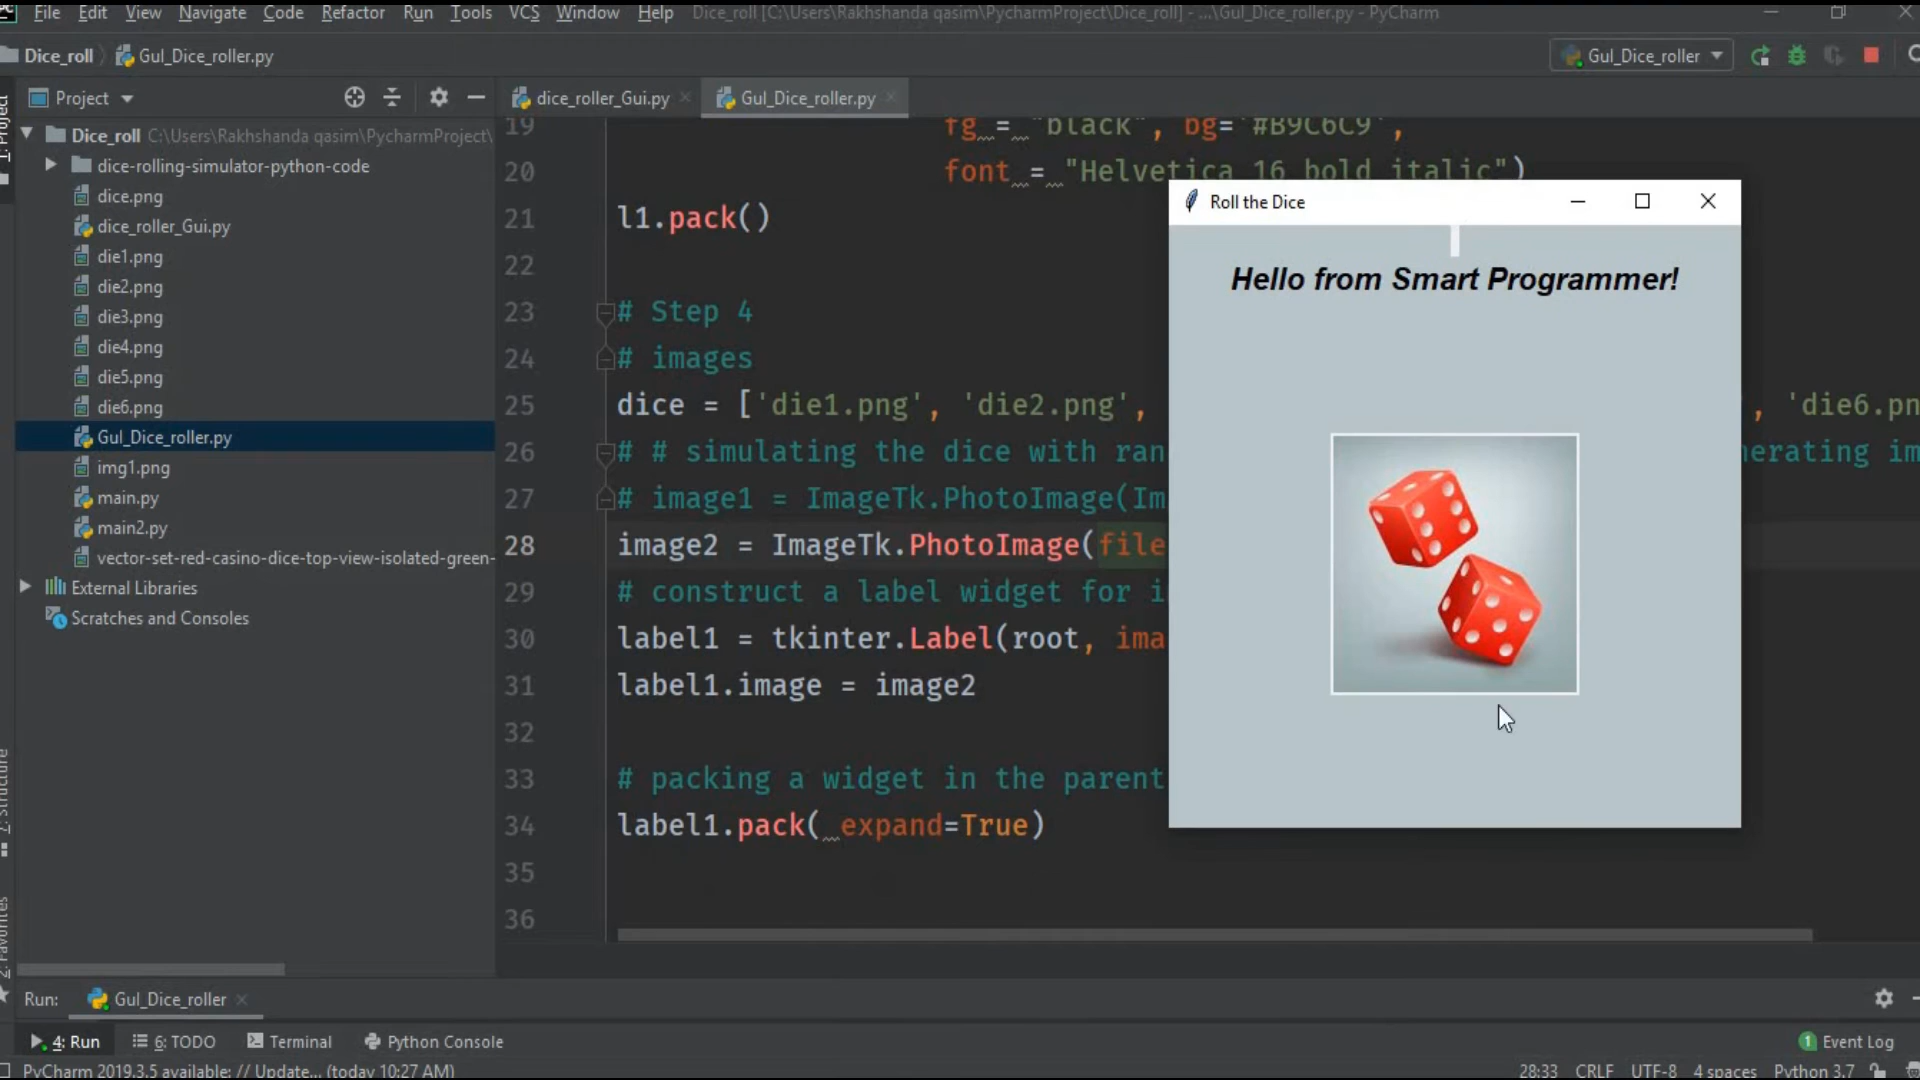 File Edit View Navigate Code Refactor Run Tools VCS Window Help Dice_roll [C:\Users\Rakhshanda qasim\PycharmProject\Dice_roll] - ...\Gul_Dice_roller.py - PyCharm
Dice_roll Gul_Dice_roller.py Gul_Dice_roller
Project dice_roller_Gui.py Gul_Dice_roller.py
1: Project
Dice_roll C:\Users\Rakhshanda qasim\PycharmProject\
dice-rolling-simulator-python-code
dice.png
dice_roller_Gui.py
die1.png
die2.png
die3.png
die4.png
die5.png
die6.png
Gul_Dice_roller.py
img1.png
main.py
main2.py
vector-set-red-casino-dice-top-view-isolated-green-
External Libraries
Scratches and Consoles
19 fg = "black", bg='#B9C6C9',
20 font = "Helvetica 16 bold italic")
21 l1.pack()
22
23 # Step 4
24 # images
25 dice = ['die1.png', 'die2.png', , 'die6.pn
26 # # simulating the dice with ran nerating im
27 # image1 = ImageTk.PhotoImage(Im
28 image2 = ImageTk.PhotoImage(file
29 # construct a label widget for i
30 label1 = tkinter.Label(root, ima
31 label1.image = image2
32
33 # packing a widget in the parent
34 label1.pack( expand=True)
35
36
Roll the Dice
Hello from Smart Programmer!
Z: Structure
2: Favorites
Run: Gul_Dice_roller
4: Run 6: TODO Terminal Python Console 1 Event Log
PyCharm 2019.3.5 available: // Update... (today 10:27 AM) 28:33 CRLF UTF-8 4 spaces Python 3.7